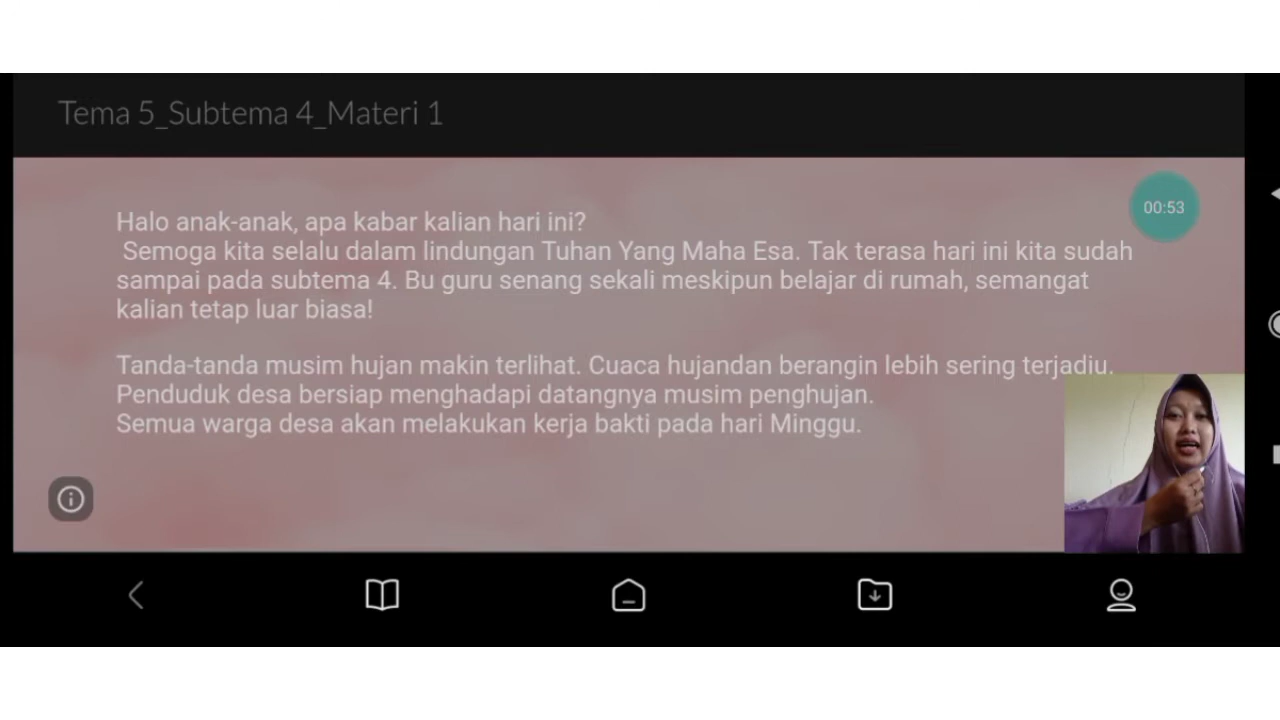 Tema 5_Subtema 4_Materi 1
00:53
Halo anak-anak, apa kabar kalian hari ini?
Semoga kita selalu dalam lindungan Tuhan Yang Maha Esa. Tak terasa hari ini kita sudah
sampai pada subtema 4. Bu guru senang sekali meskipun belajar di rumah, semangat
kalian tetap luar biasa!
Tanda-tanda musim hujan makin terlihat. Cuaca hujandan berangin lebih sering terjadiu.
Penduduk desa bersiap menghadapi datangnya musim penghujan.
Semua warga desa akan melakukan kerja bakti pada hari Minggu.